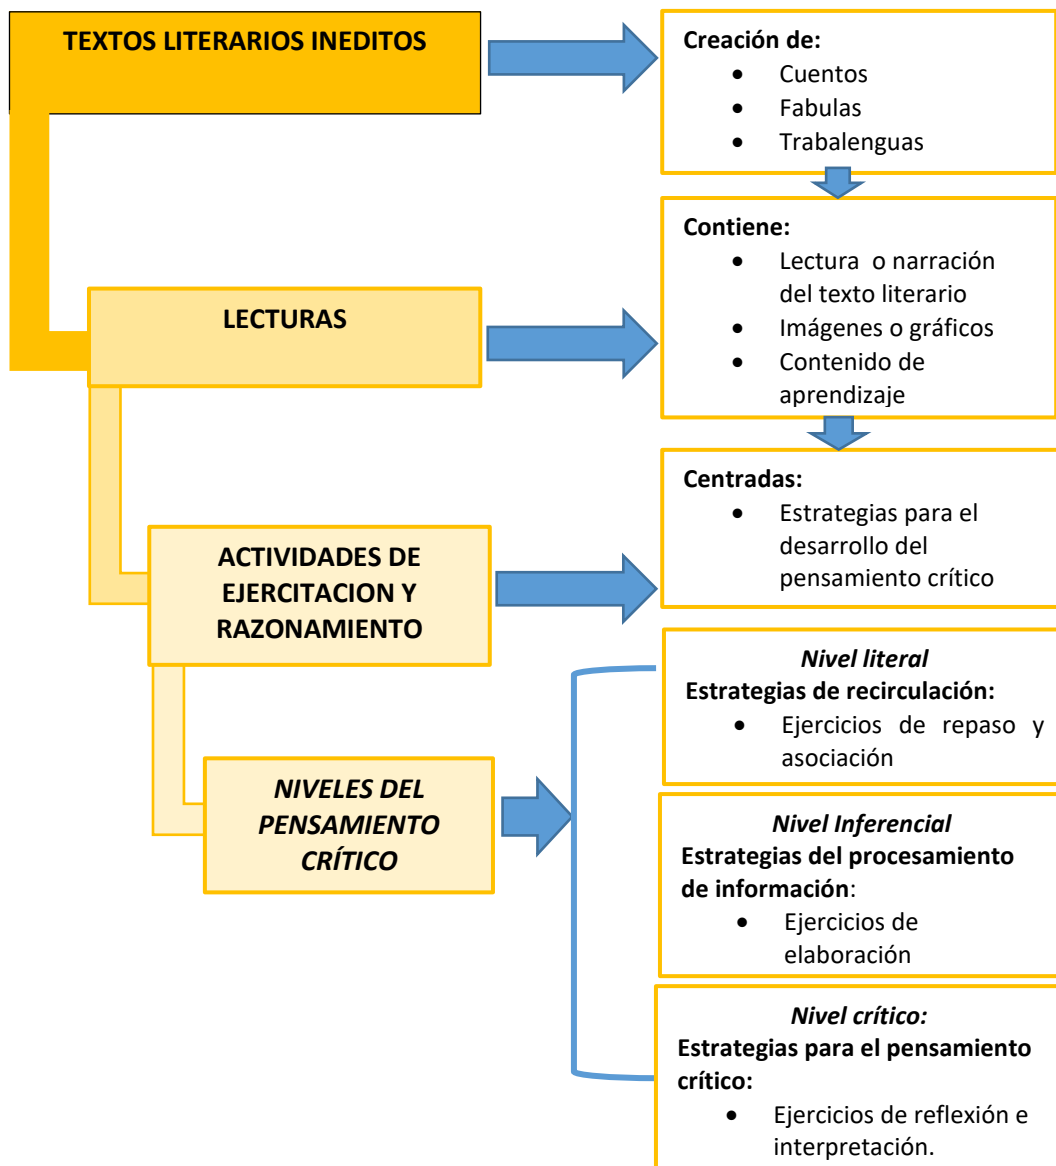 TEXTOS LITERARIOS INEDITOS
Creación de:
• Cuentos
• Fabulas
• Trabalenguas
LECTURAS
Contiene:
• Lectura o narración
del texto literario
• Imágenes o gráficos
• Contenido de
aprendizaje
ACTIVIDADES DE
EJERCITACION Y
RAZONAMIENTO
Centradas:
• Estrategias para el
desarrollo del
pensamiento crítico
NIVELES DEL
PENSAMIENTO
CRÍTICO
Nivel literal
Estrategias de recirculación:
• Ejercicios de repaso y
asociación
Nivel Inferencial
Estrategias del procesamiento
de información:
• Ejercicios de
elaboración
Nivel crítico:
Estrategias para el pensamiento
crítico:
• Ejercicios de reflexión e
interpretación.